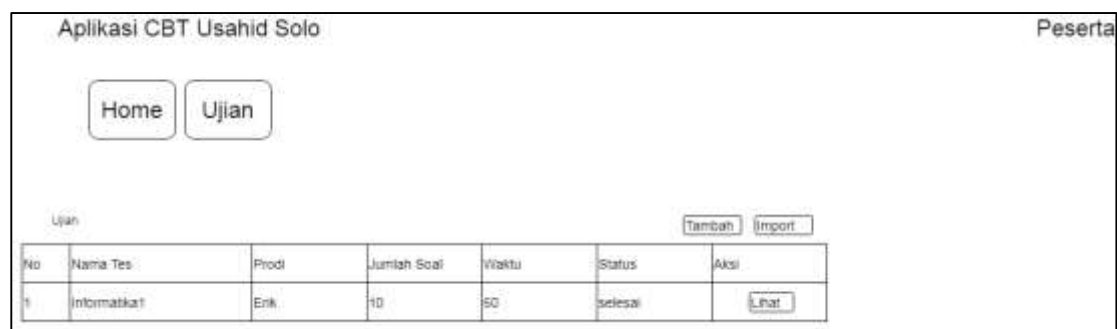 Aplikasi CBT Usahid Solo Peserta
Home Ujian
Ujian Tambah Import
No Nama Tes Prodi Jumlah Soal Waktu Status Aksi
1 Informatika1 Erik 10 60 selesai Lihat